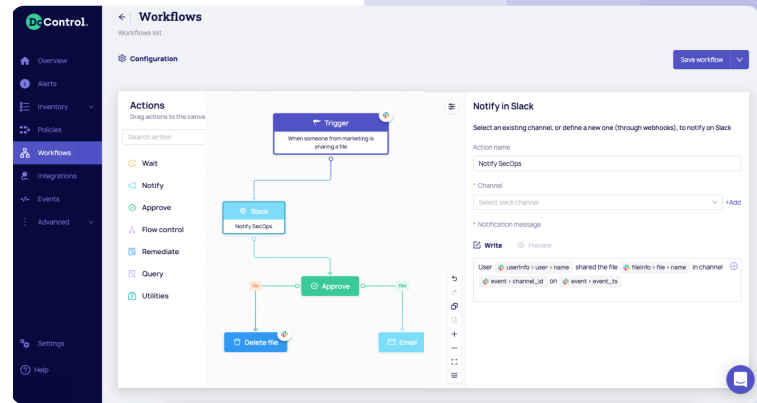 DoControl.
Overview
Alerts
Inventory
Policies
Workflows
Integrations
Events
Advanced
Settings
Help
Workflows
Workflows list
Configuration
Save workflow
Actions
Drag actions to the canva
Search action
Wait
Notify
Approve
Flow control
Remediate
Query
Utilities
Trigger
When someone from marketing is
sharing a file
Slack
Notify SecOps
No
Approve
Yes
Delete file
Email
Notify in Slack
Select an existing channel, or define a new one (through webhooks), to notify on Slack
Action name
Notify SecOps
* Channel
Select slack channel
+Add
* Notification message
Write
Preview
User userInfo > user > name shared the file fileInfo > file > name in channel
event > channel_id on event > event_ts